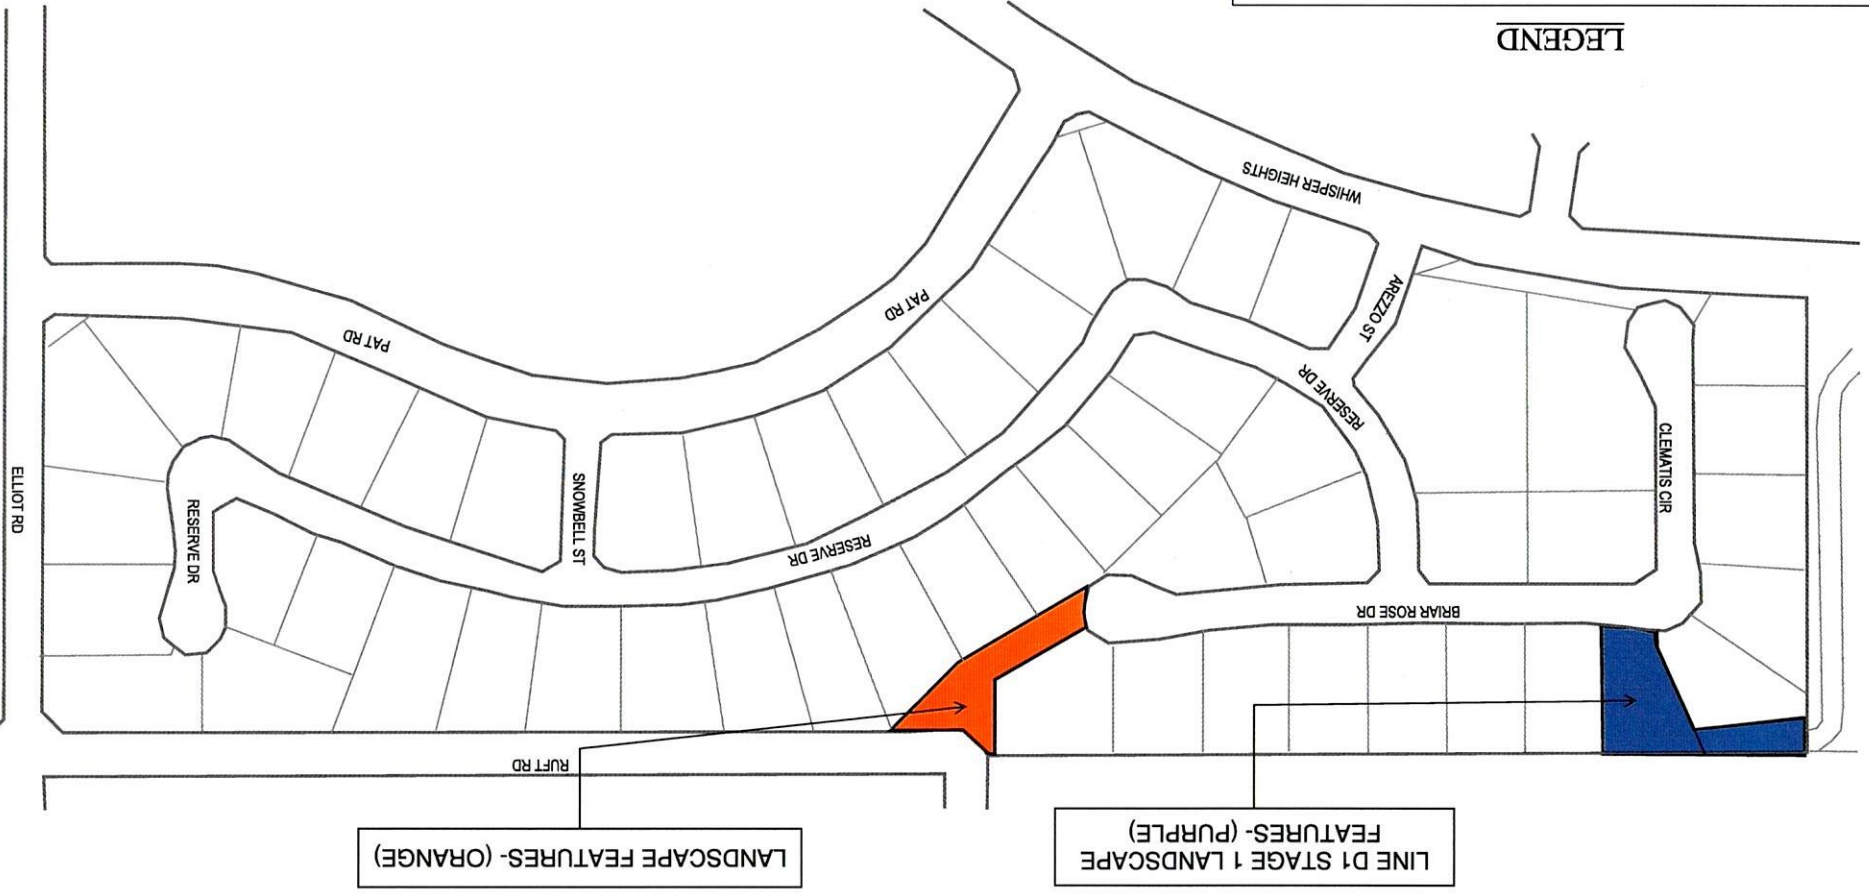 LEGEND
WHISPER HEIGHTS
AREZZO ST
PAT RD
PAT RD
RESERVE DR
CLEMATIS CIR
ELLIOT RD
SNOWBELL ST
RESERVE DR
RESERVE DR
BRIAR ROSE DR
RUFT RD
LINE D1 STAGE 1 LANDSCAPE
FEATURES- (PURPLE)
LANDSCAPE FEATURES- (ORANGE)